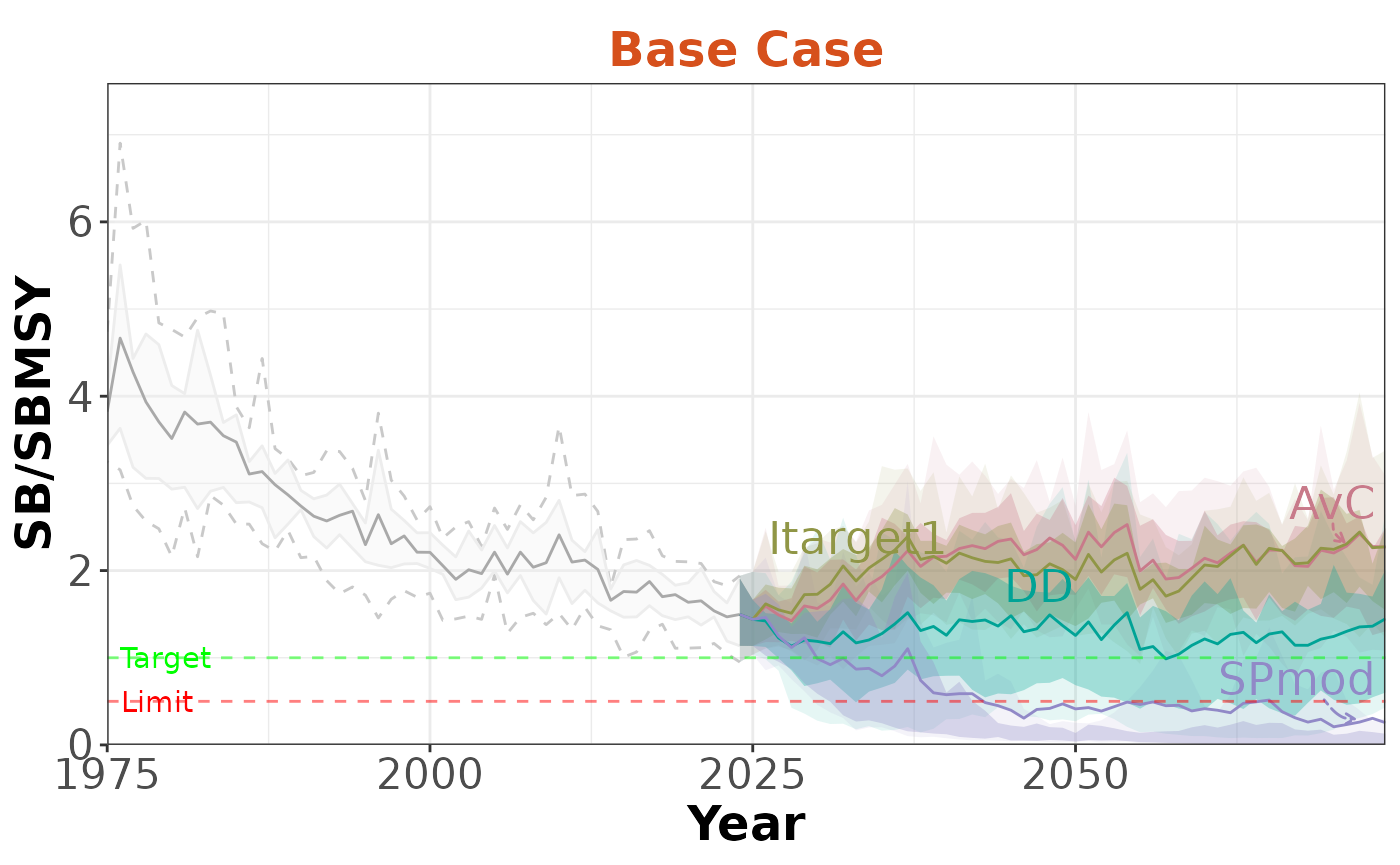 Base Case
SB/SBMSY
6
4
2
0
AvC
Itarget1
DD
Target
SPmod
Limit
1975
2000
2025
2050
Year